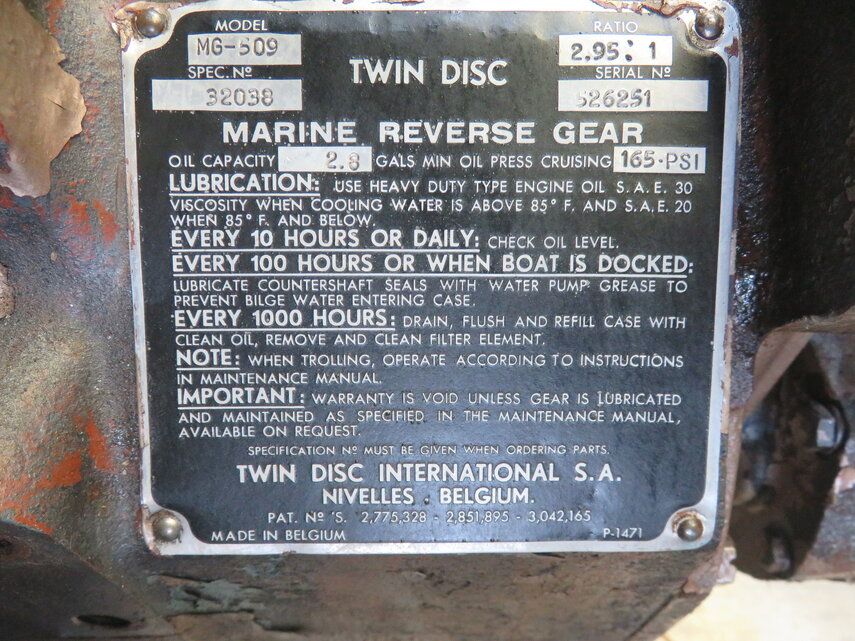 MODEL
MG-509
RATIO
2.95:1
SPEC. Nº
32038
TWIN DISC
SERIAL Nº
526251
MARINE REVERSE GEAR
OIL CAPACITY 2.8 GALS MIN OIL PRESS CRUISING 165-PSI
LUBRICATION: USE HEAVY DUTY TYPE ENGINE OIL S.A.E. 30
VISCOSITY WHEN COOLING WATER IS ABOVE 85° F. AND S.A.E. 20
WHEN 85° F. AND BELOW.
EVERY 10 HOURS OR DAILY: CHECK OIL LEVEL.
EVERY 100 HOURS OR WHEN BOAT IS DOCKED:
LUBRICATE COUNTERSHAFT SEALS WITH WATER PUMP GREASE TO
PREVENT BILGE WATER ENTERING CASE.
EVERY 1000 HOURS: DRAIN, FLUSH AND REFILL CASE WITH
CLEAN OIL, REMOVE AND CLEAN FILTER ELEMENT.
NOTE: WHEN TROLLING, OPERATE ACCORDING TO INSTRUCTIONS
IN MAINTENANCE MANUAL.
IMPORTANT: WARRANTY IS VOID UNLESS GEAR IS LUBRICATED
AND MAINTAINED AS SPECIFIED IN THE MAINTENANCE MANUAL,
AVAILABLE ON REQUEST.
SPECIFICATION Nº MUST BE GIVEN WHEN ORDERING PARTS.
TWIN DISC INTERNATIONAL S.A.
NIVELLES . BELGIUM.
PAT. Nº 'S. 2,775,328 - 2,851,895 - 3,042,165
MADE IN BELGIUM
P-1471